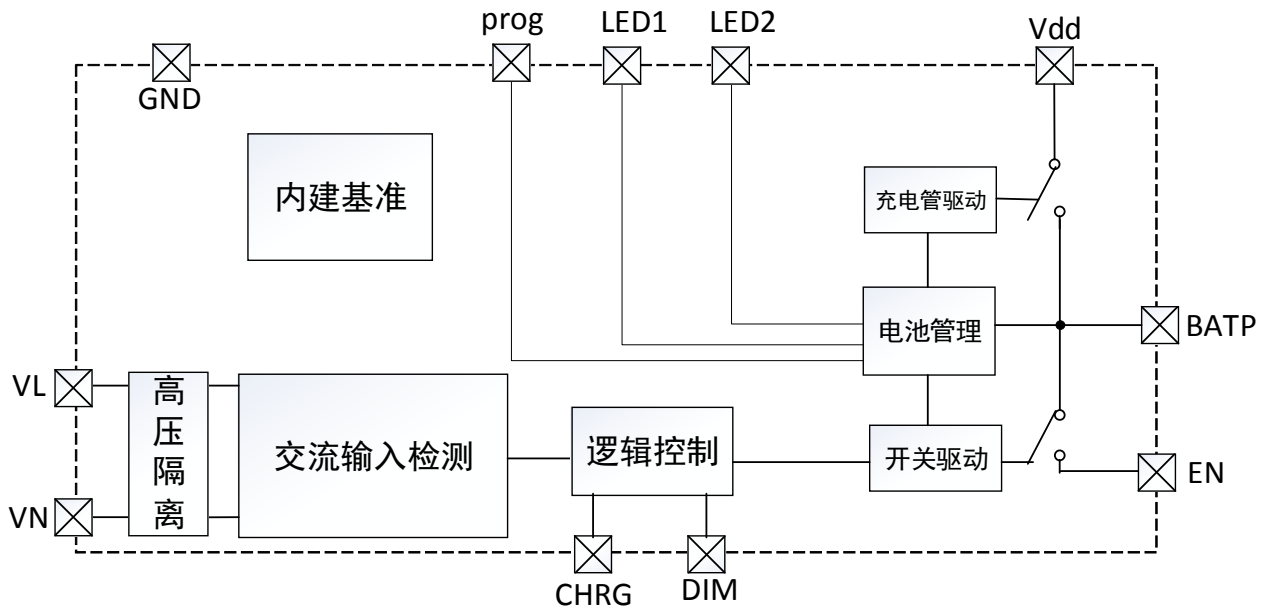 prog
LED1
LED2
Vdd
GND
内建基准
充电管驱动
电池管理
BATP
VL
高
压
隔
离
交流输入检测
逻辑控制
开关驱动
EN
VN
CHRG
DIM